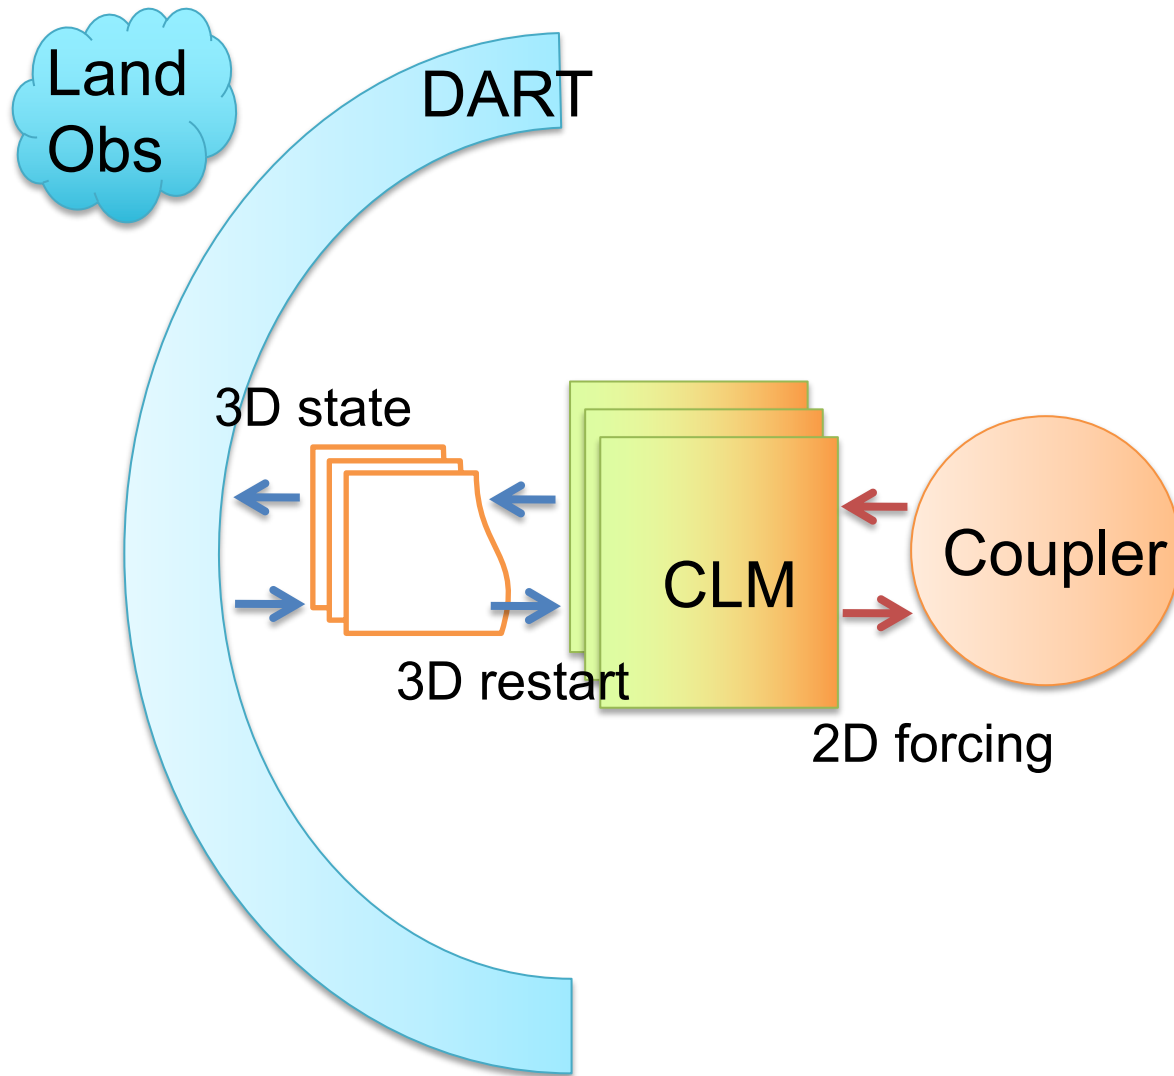 Land
Obs
DART
3D state
CLM
Coupler
3D restart
2D forcing